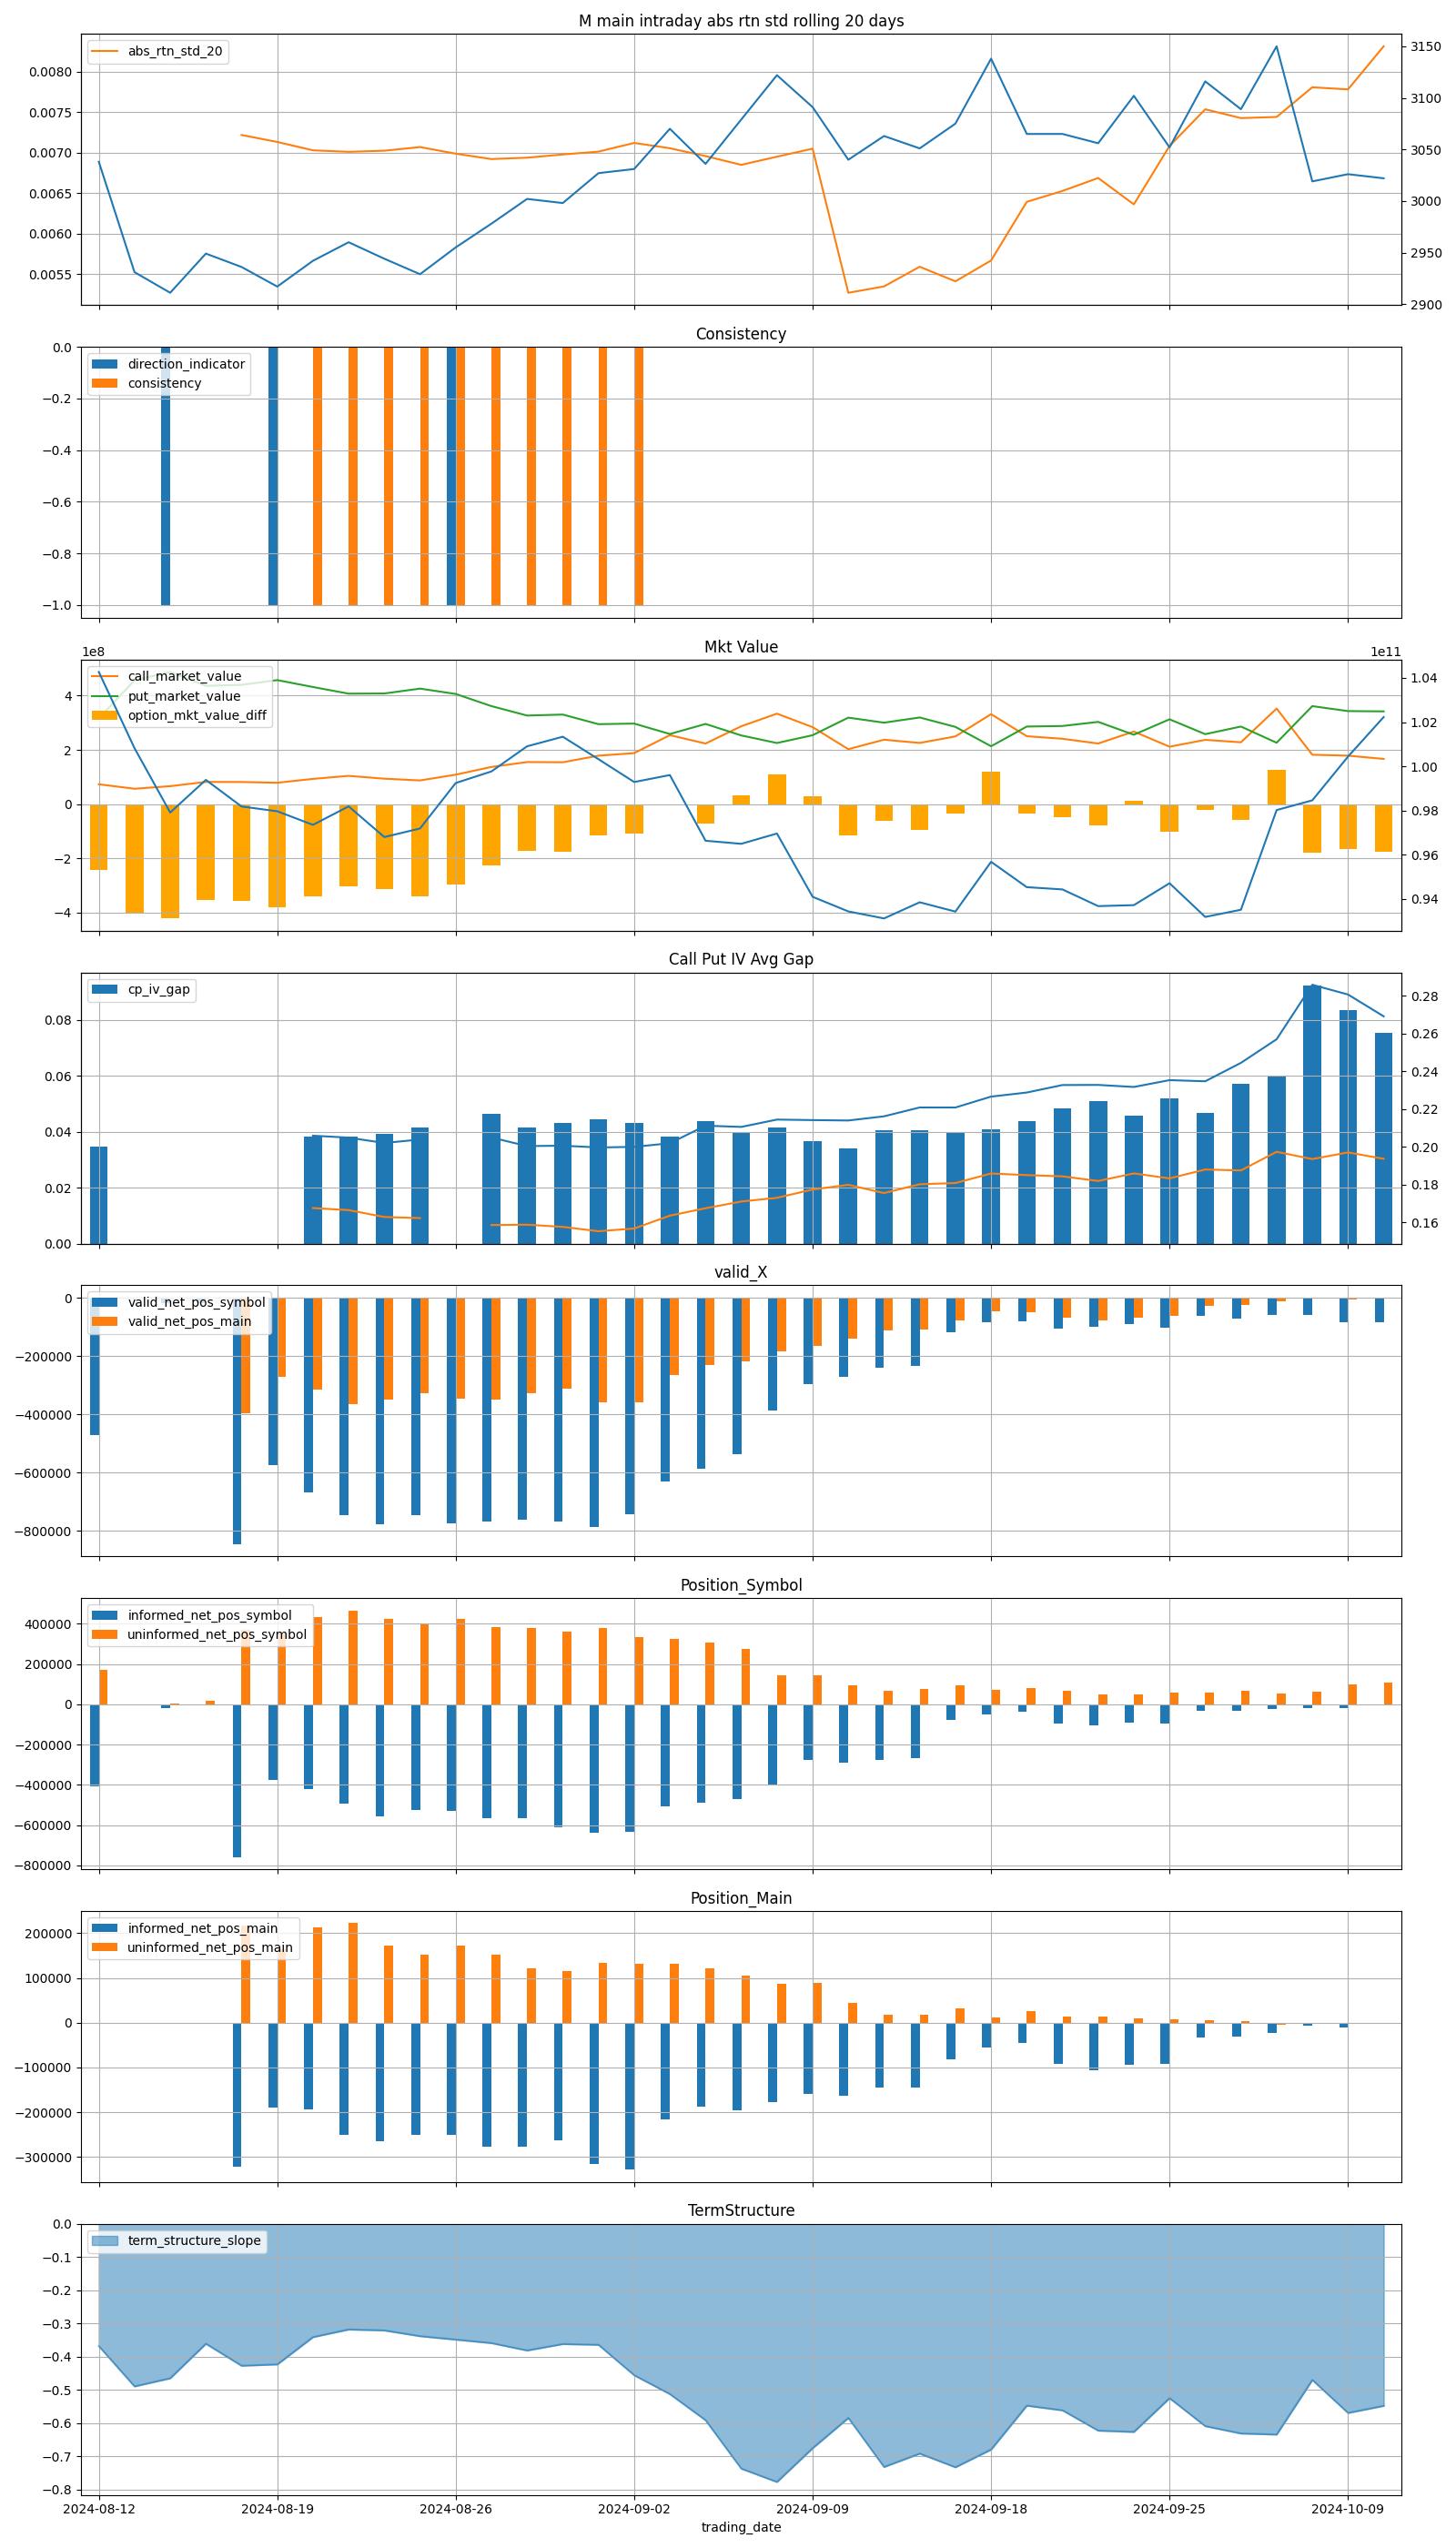 M main intraday abs rtn std rolling 20 days
abs_rtn_std_20
0.0080
0.0075
0.0070
0.0065
0.0060
0.0055
3150
3100
3050
3000
2950
2900
Consistency
direction_indicator
consistency
0.0
−0.2
−0.4
−0.6
−0.8
−1.0
Mkt Value
1e8
1e11
call_market_value
put_market_value
option_mkt_value_diff
4
2
0
−2
−4
1.04
1.02
1.00
0.98
0.96
0.94
Call Put IV Avg Gap
cp_iv_gap
0.08
0.06
0.04
0.02
0.00
0.28
0.26
0.24
0.22
0.20
0.18
0.16
valid_X
valid_net_pos_symbol
valid_net_pos_main
0
−200000
−400000
−600000
−800000
Position_Symbol
informed_net_pos_symbol
uninformed_net_pos_symbol
400000
200000
0
−200000
−400000
−600000
−800000
Position_Main
informed_net_pos_main
uninformed_net_pos_main
200000
100000
0
−100000
−200000
−300000
TermStructure
term_structure_slope
0.0
−0.1
−0.2
−0.3
−0.4
−0.5
−0.6
−0.7
−0.8
2024-08-12 2024-08-19 2024-08-26 2024-09-02 2024-09-09 2024-09-18 2024-09-25 2024-10-09
trading_date